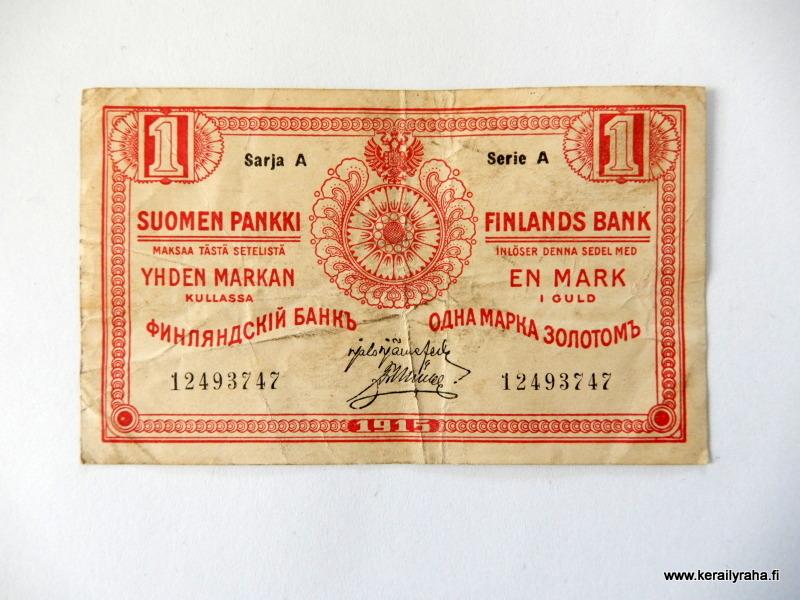 1 1
Sarja A Serie A
SUOMEN PANKKI FINLANDS BANK
MAKSAA TÄSTÄ SETELISTÄ INLÖSER DENNA SEDEL MED
YHDEN MARKAN EN MARK
KULLASSA I GULD
ФИНЛЯНДСКІЙ БАНКЪ ОДНА МАРКА ЗОЛОТОМЪ
12493747 12493747
1915
www.kerailyraha.fi